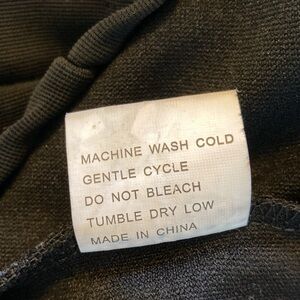 MACHINE WASH COLD
GENTLE CYCLE
DO NOT BLEACH
TUMBLE DRY LOW
MADE IN CHINA